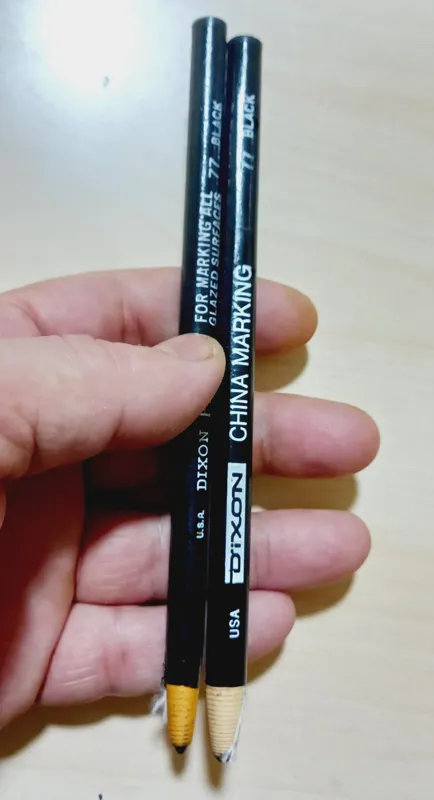 U.S.A. DIXON FOR MARKING ALL
GLAZED SURFACES 77 BLACK
USA DIXON CHINA MARKING 77 BLACK